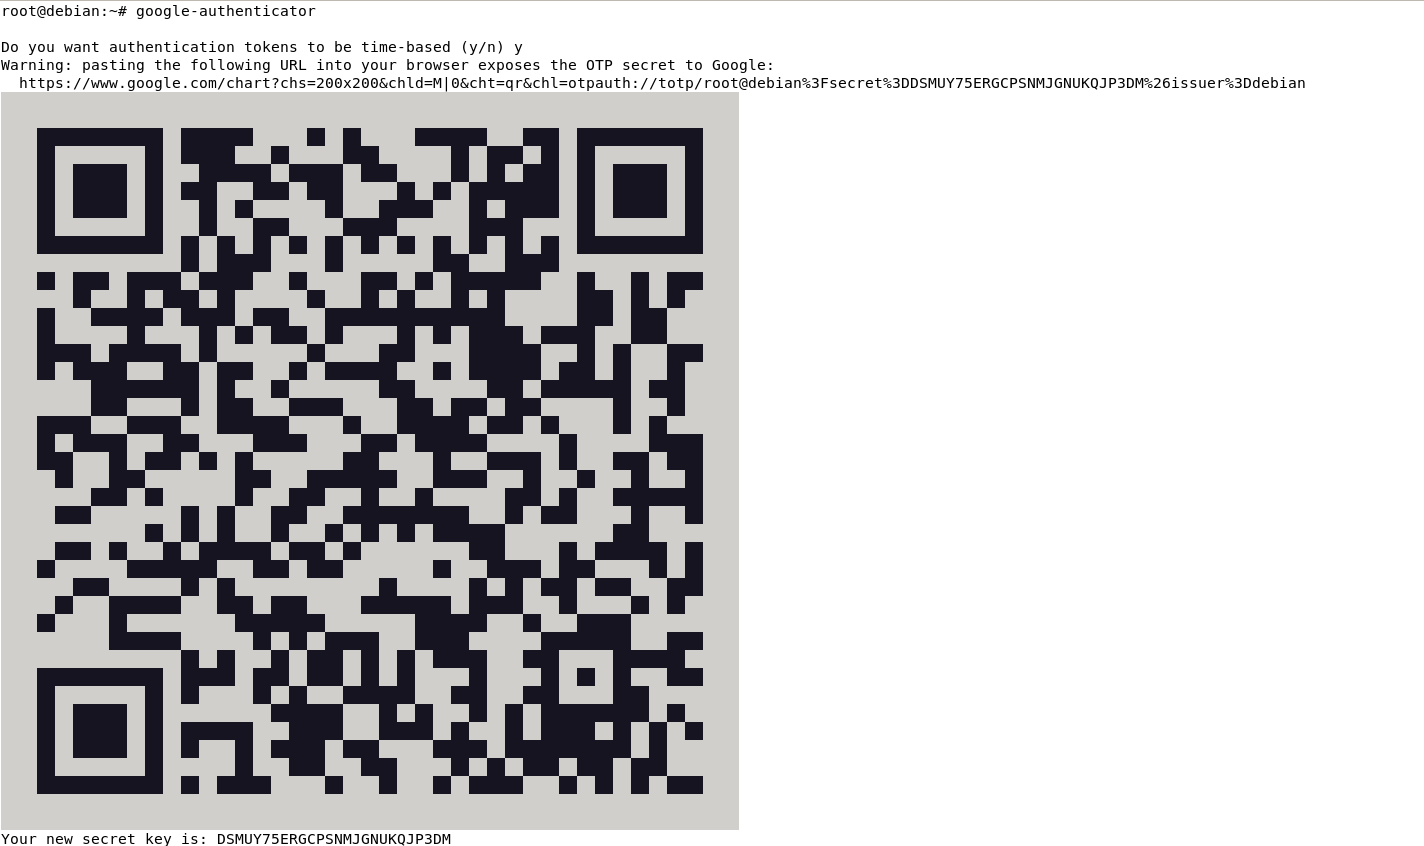 root@debian:~# google-authenticator
Do you want authentication tokens to be time-based (y/n) y
Warning: pasting the following URL into your browser exposes the OTP secret to Google:
https://www.google.com/chart?chs=200x200&chld=M|0&cht=qr&chl=otpauth://totp/root@debian%3Fsecret%3DDSMUY75ERGCPSNMJGNUKQJP3DM%26issuer%3Ddebian
Your new secret key is: DSMUY75ERGCPSNMJGNUKQJP3DM